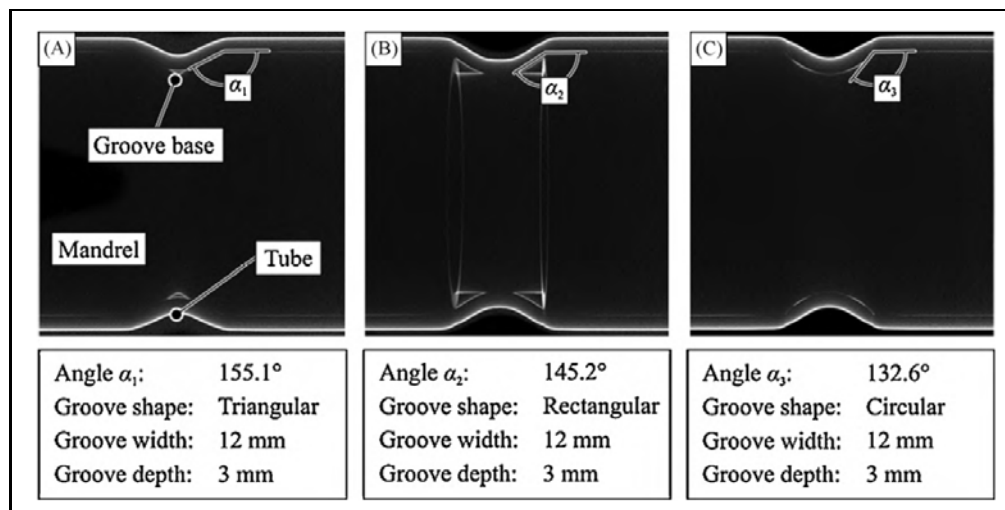 (A)
α₁
Groove base
Mandrel
Tube
(B)
α₂
(C)
α₃
Angle α₁: 155.1°
Groove shape: Triangular
Groove width: 12 mm
Groove depth: 3 mm
Angle α₂: 145.2°
Groove shape: Rectangular
Groove width: 12 mm
Groove depth: 3 mm
Angle α₃: 132.6°
Groove shape: Circular
Groove width: 12 mm
Groove depth: 3 mm